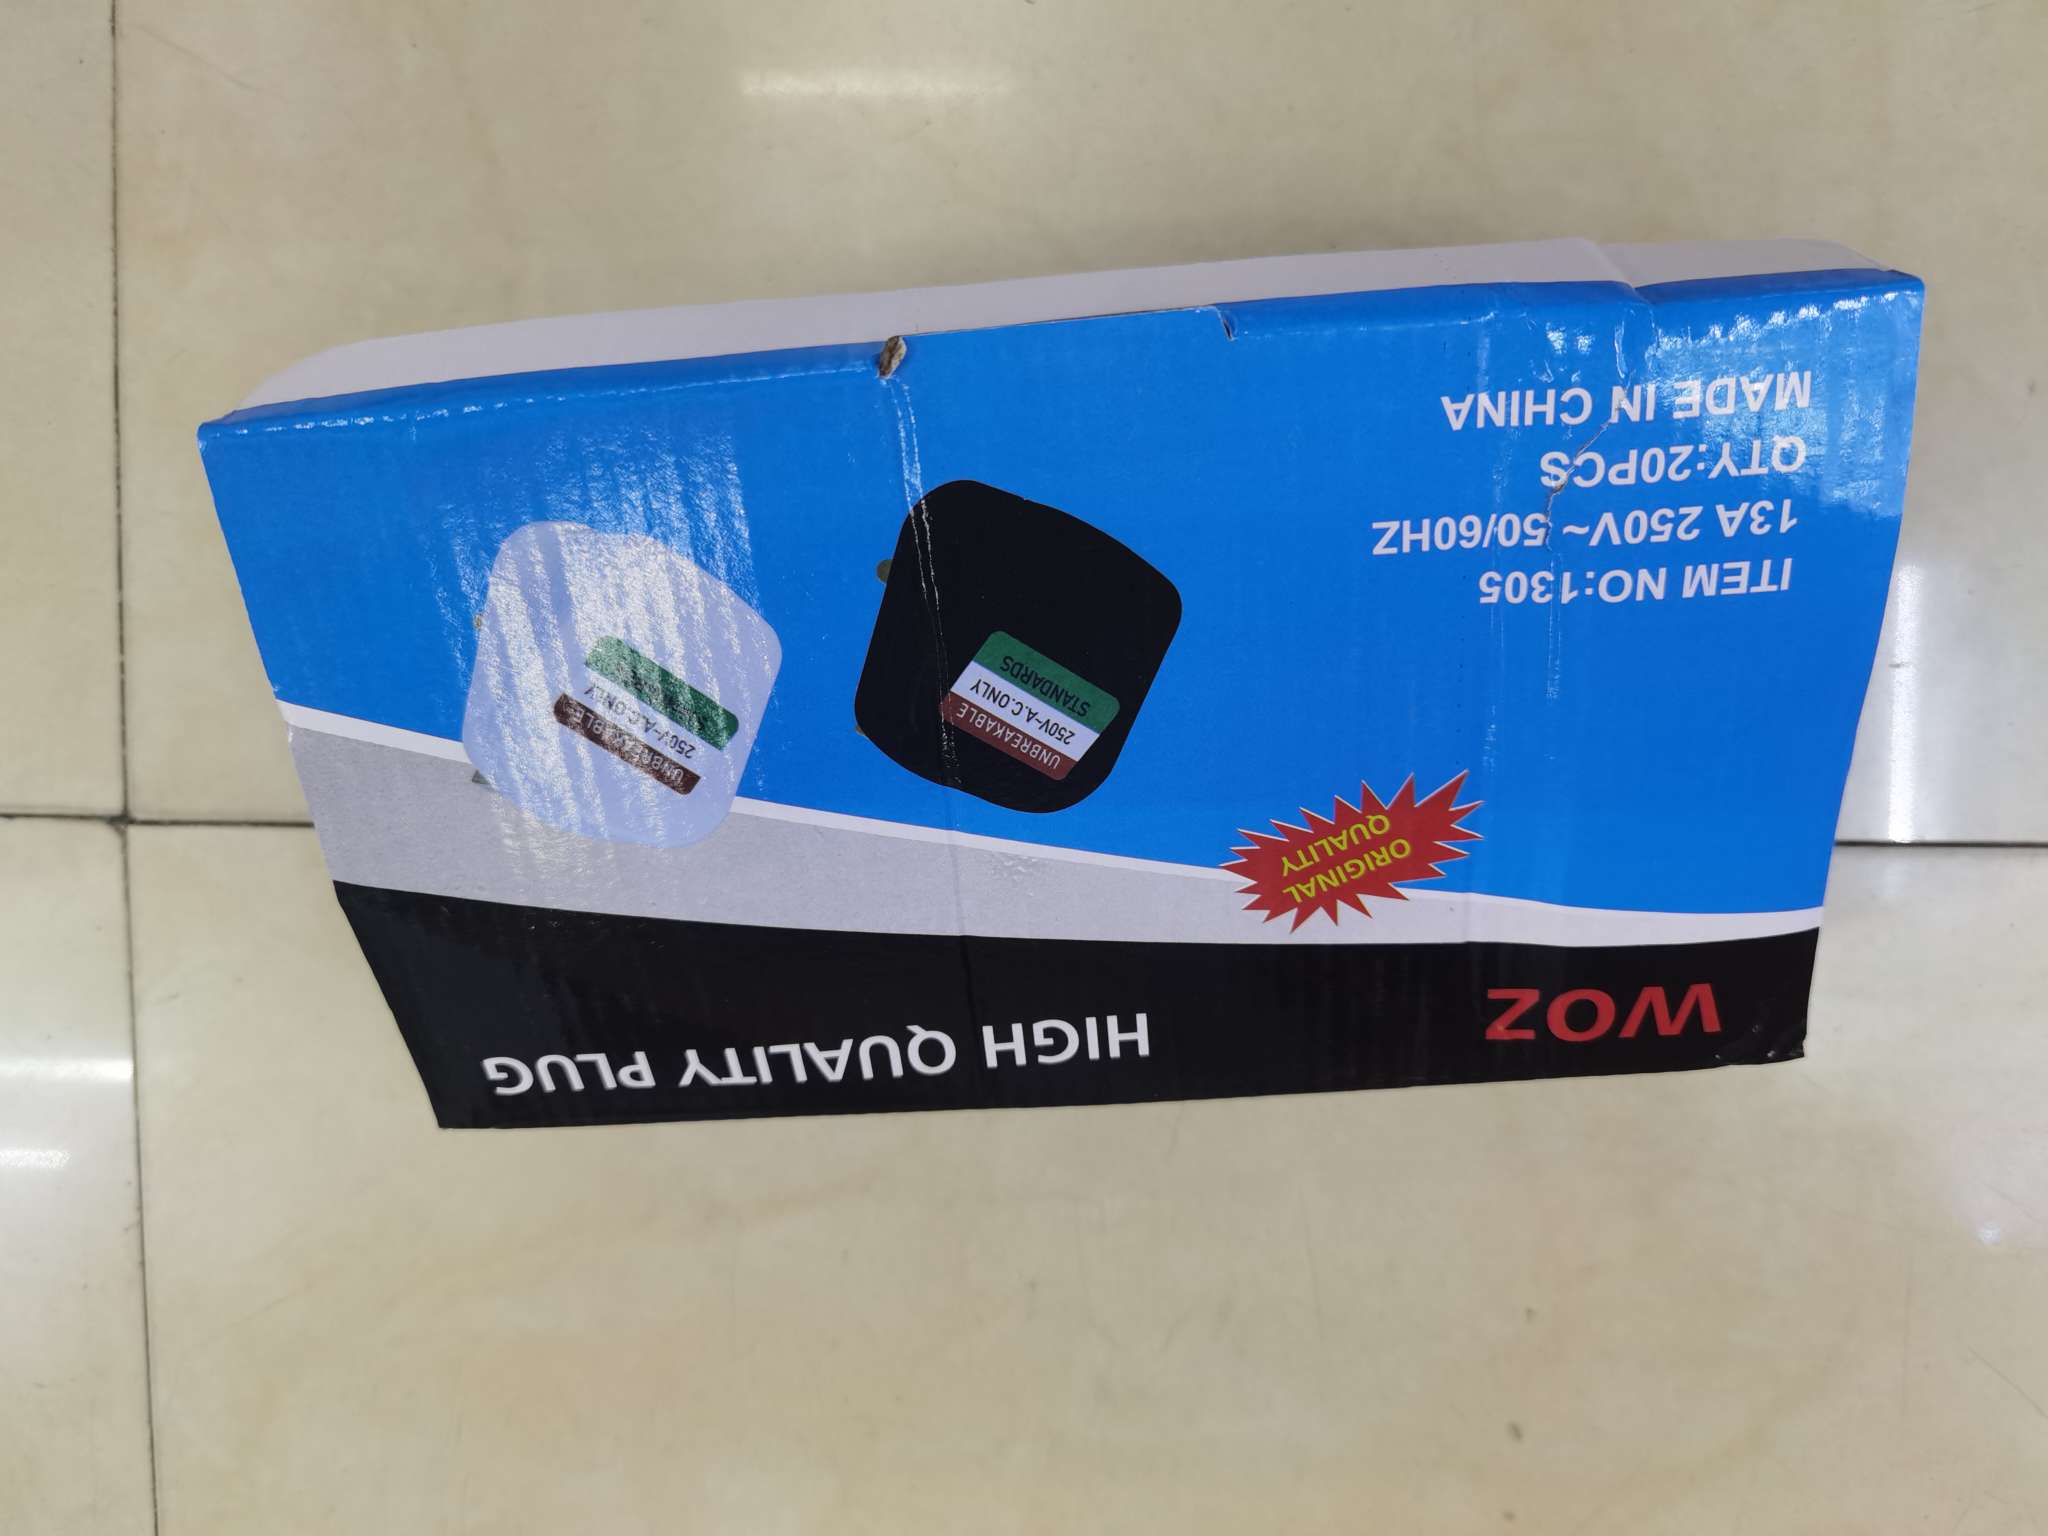 WOZ
HIGH QUALITY PLUG
ORIGINAL
QUALITY
UNBREAKABLE
250V~A.C.ONLY
STANDARDS
UNBREAKABLE
250V~A.C.ONLY
ITEM NO:1305
13A 250V~ 50/60HZ
QTY:20PCS
MADE IN CHINA